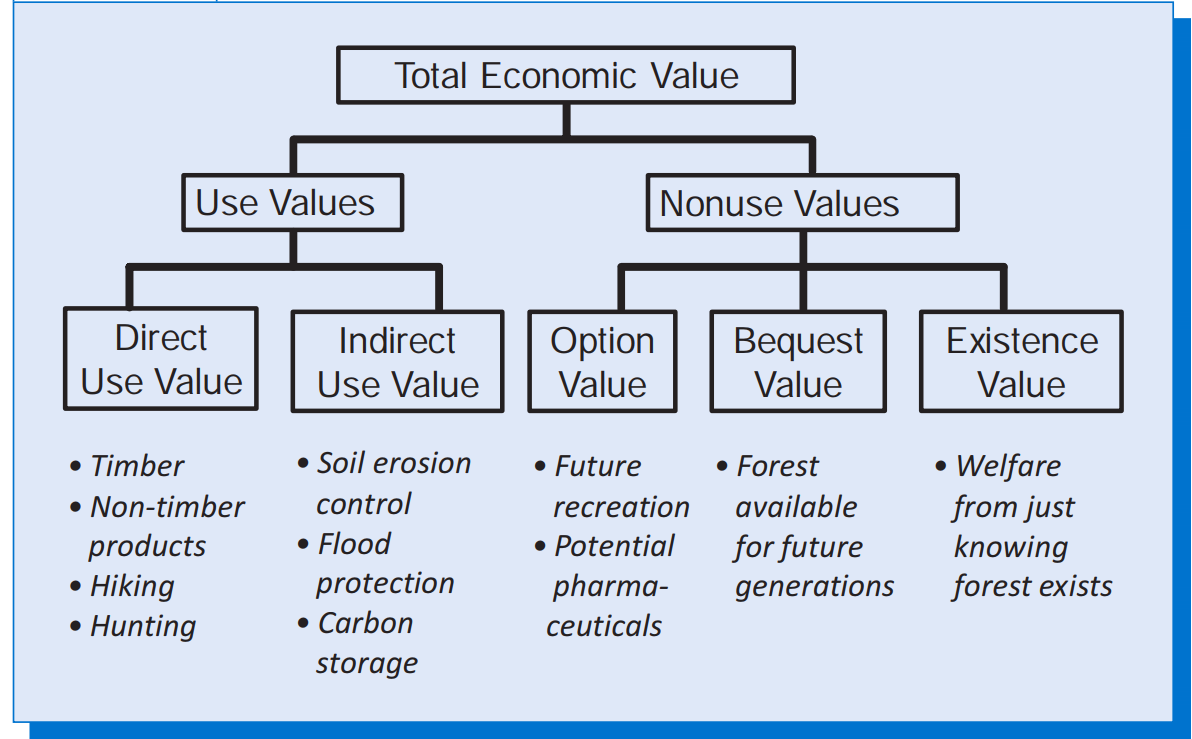 Total Economic Value
Use Values
Nonuse Values
Direct
Use Value
Indirect
Use Value
Option
Value
Bequest
Value
Existence
Value
• Timber
• Non-timber
products
• Hiking
• Hunting
• Soil erosion
control
• Flood
protection
• Carbon
storage
• Future
recreation
• Potential
pharma-
ceuticals
• Forest
available
for future
generations
• Welfare
from just
knowing
forest exists